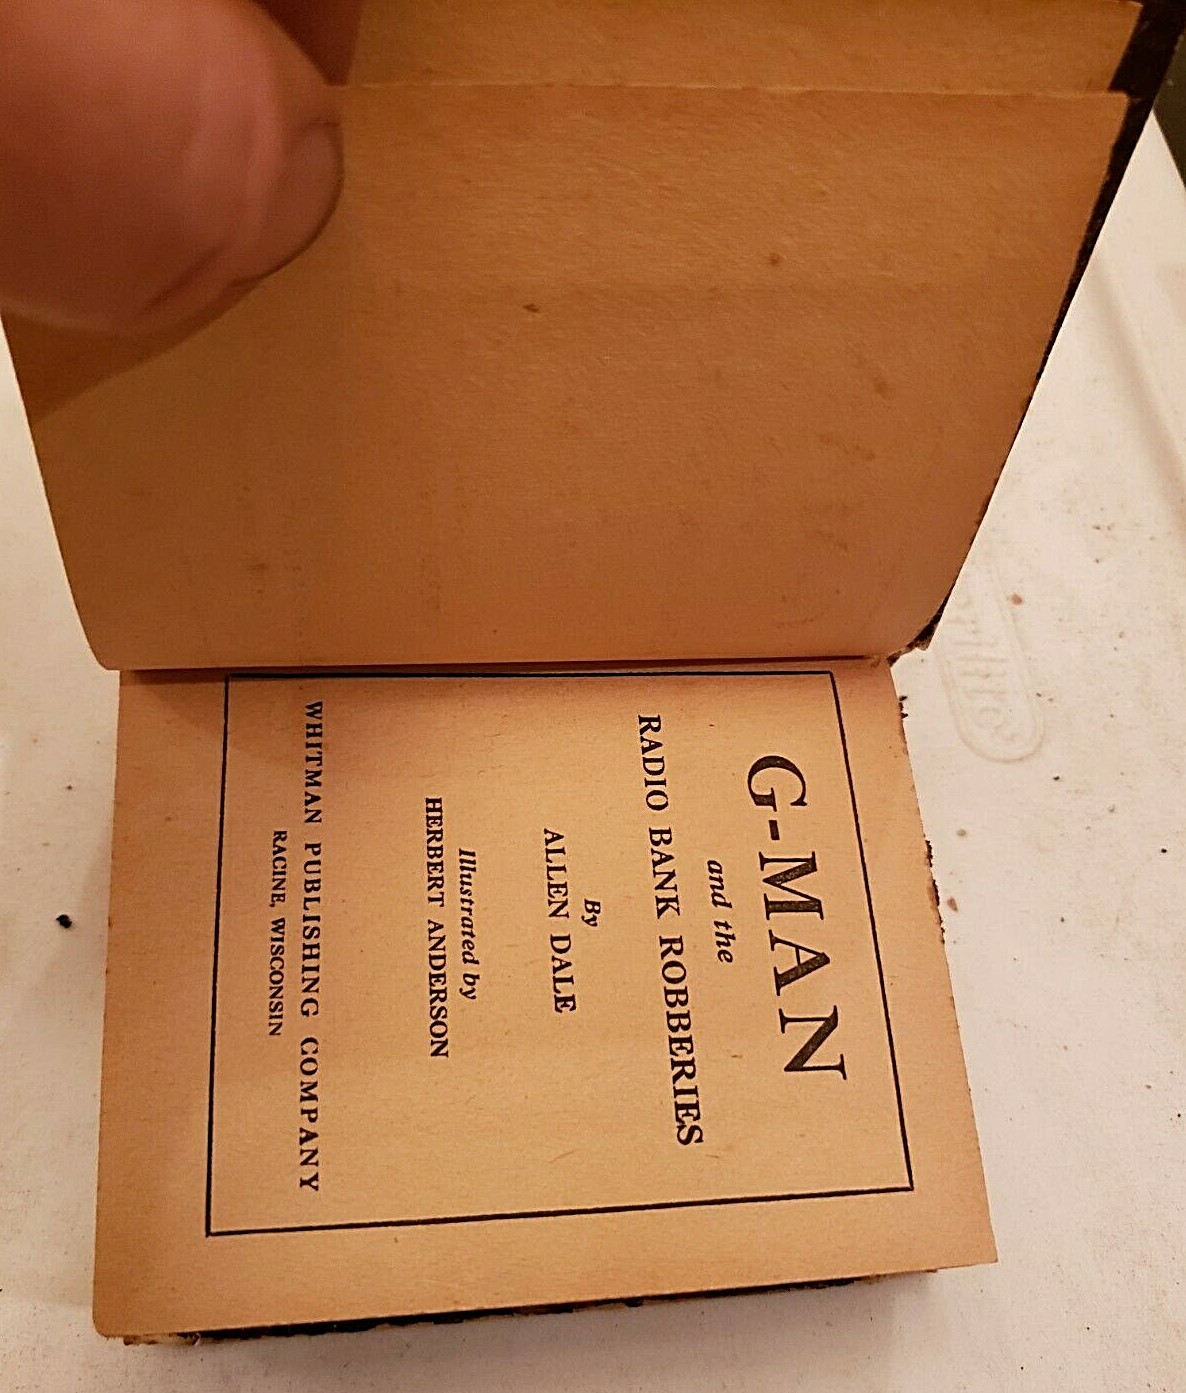 G-MAN
and the
RADIO BANK ROBBERIES
By
ALLEN DALE
Illustrated by
HERBERT ANDERSON
WHITMAN PUBLISHING COMPANY
RACINE, WISCONSIN